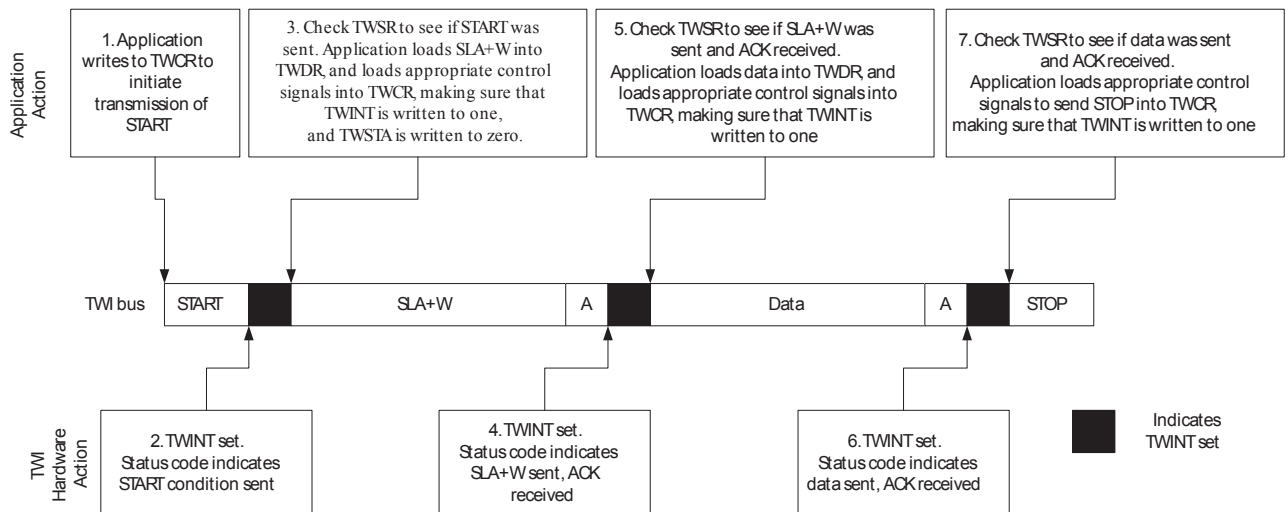 Application
Action
1. Application
writes to TWCR to
initiate
transmission of
START
3. Check TWSR to see if START was
sent. Application loads SLA+W into
TWDR, and loads appropriate control
signals into TWCR, making sure that
TWINT is written to one,
and TWSTA is written to zero.
5. Check TWSR to see if SLA+W was
sent and ACK received.
Application loads data into TWDR, and
loads appropriate control signals into
TWCR, making sure that TWINT is
written to one
7. Check TWSR to see if data was sent
and ACK received.
Application loads appropriate control
signals to send STOP into TWCR,
making sure that TWINT is written to one
TWI bus
START
SLA+W
A
Data
A
STOP
TWI
Hardware
Action
2. TWINT set.
Status code indicates
START condition sent
4. TWINT set.
Status code indicates
SLA+W sent, ACK
received
6. TWINT set.
Status code indicates
data sent, ACK received
Indicates
TWINT set